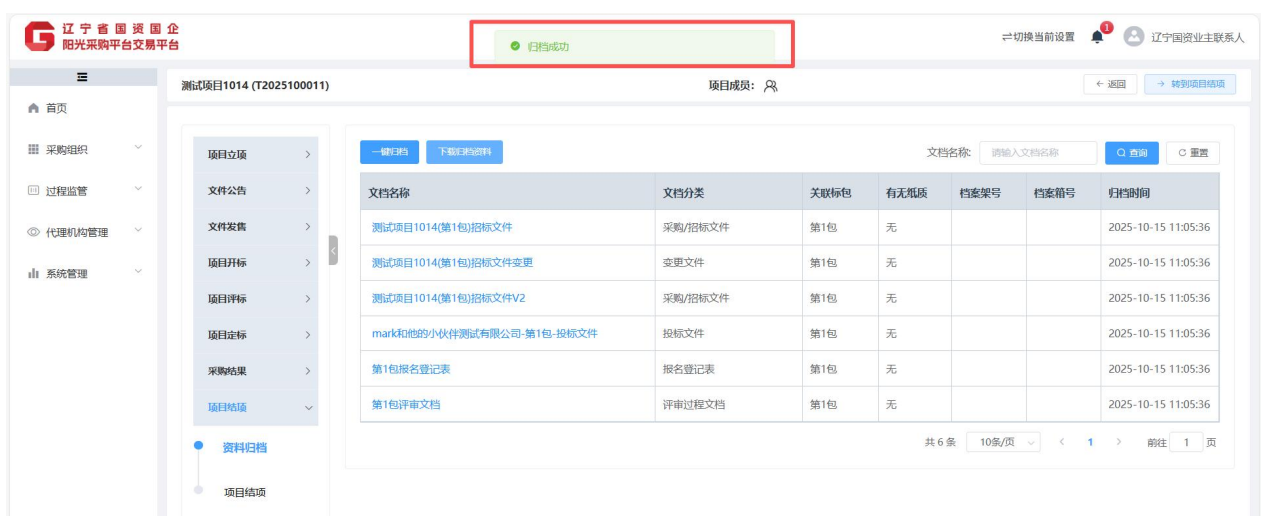 辽宁省国资国企
阳光采购平台交易平台
归档成功
切换当前设置
1
辽宁国资业主联系人
测试项目1014 (T2025100011)
项目成员：
← 返回
→ 转到项目结项
首页
采购组织
过程监管
代理机构管理
系统管理
项目立项
文件公告
文件发售
项目开标
项目评标
项目定标
采购结果
项目结项
资料归档
项目结项
一键归档 下载归档资料 文档名称: 请输入文档名称 查询 重置
文档名称 文档分类 关联标包 有无纸质 档案架号 档案箱号 归档时间
测试项目1014(第1包)招标文件 采购/招标文件 第1包 无 2025-10-15 11:05:36
测试项目1014(第1包)招标文件变更 变更文件 第1包 无 2025-10-15 11:05:36
测试项目1014(第1包)招标文件V2 采购/招标文件 第1包 无 2025-10-15 11:05:36
mark和他的小伙伴测试有限公司-第1包-投标文件 投标文件 第1包 无 2025-10-15 11:05:36
第1包报名登记表 报名登记表 第1包 无 2025-10-15 11:05:36
第1包评审文档 评审过程文档 第1包 无 2025-10-15 11:05:36
共 6 条 10条/页 < 1 > 前往 1 页